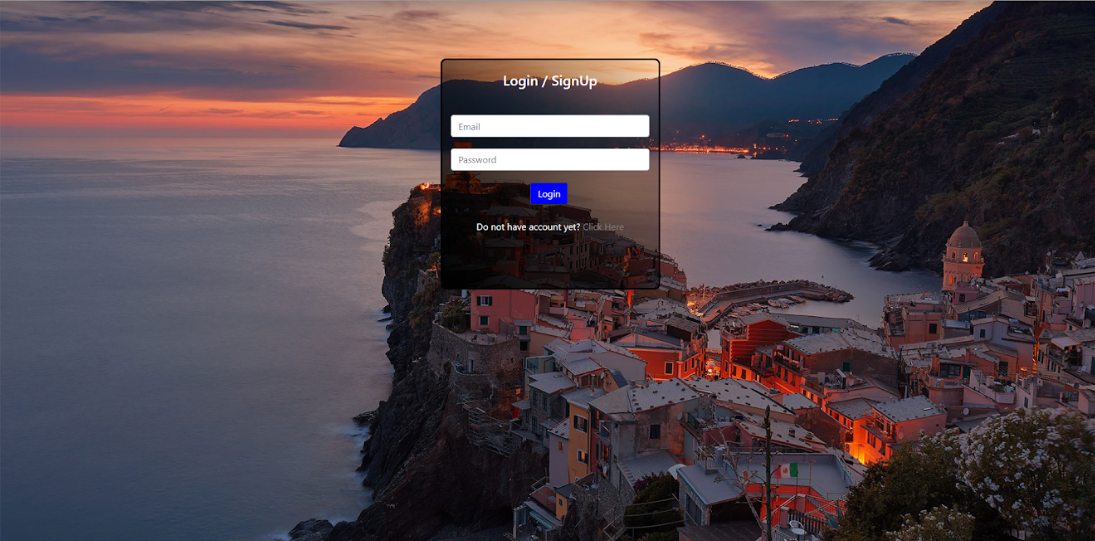 Login / SignUp
Email
Password
Login
Do not have account yet? Click Here